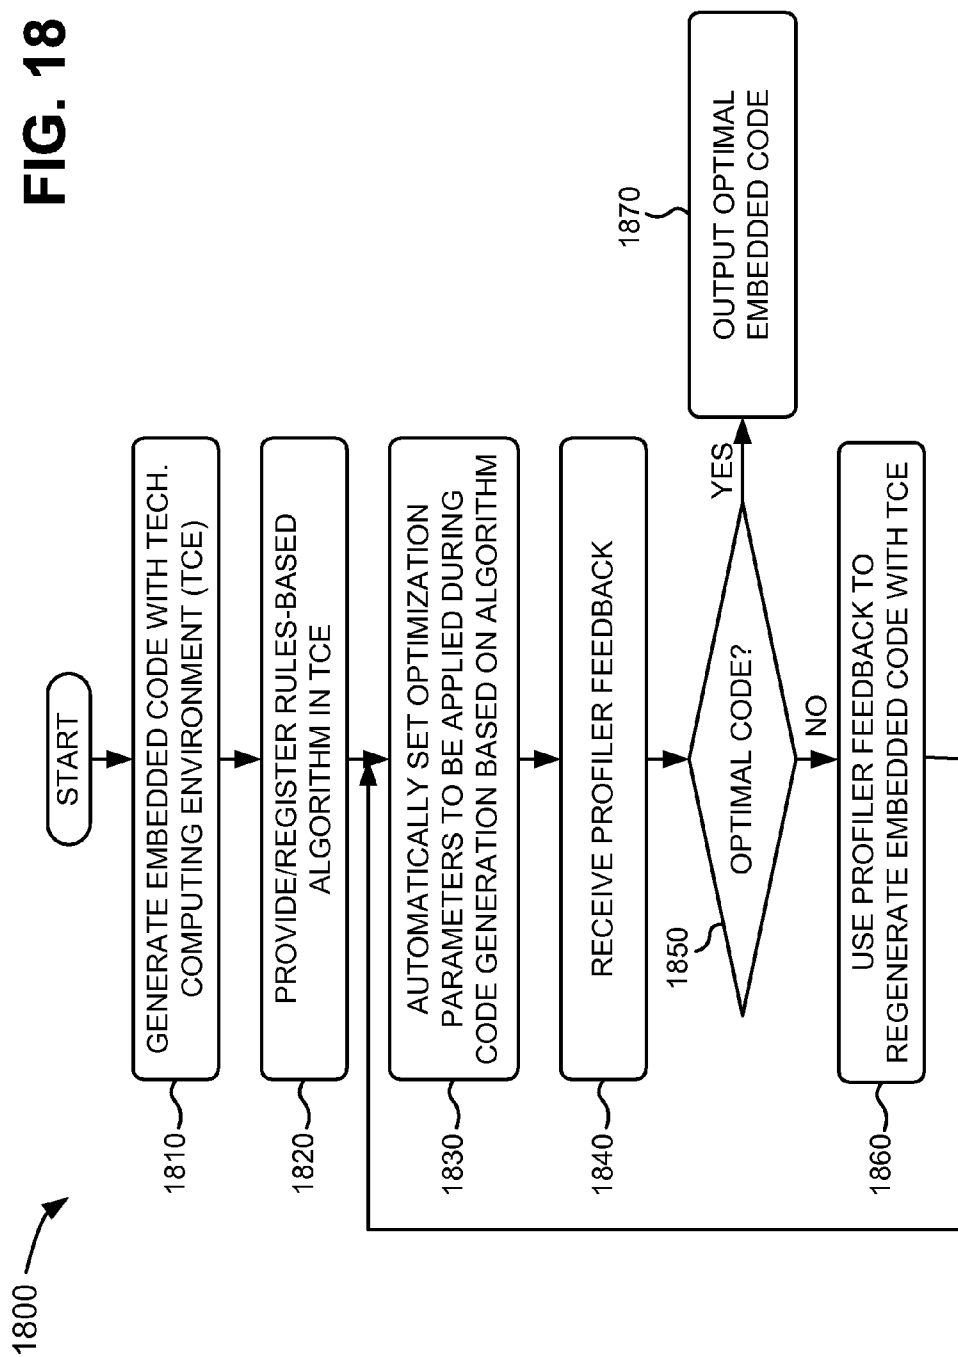 FIG. 18
1800
START
1810
GENERATE EMBEDDED CODE WITH TECH.
COMPUTING ENVIRONMENT (TCE)
1820
PROVIDE/REGISTER RULES-BASED
ALGORITHM IN TCE
1830
AUTOMATICALLY SET OPTIMIZATION
PARAMETERS TO BE APPLIED DURING
CODE GENERATION BASED ON ALGORITHM
1840
RECEIVE PROFILER FEEDBACK
1850
OPTIMAL CODE?
YES
1870
OUTPUT OPTIMAL
EMBEDDED CODE
NO
1860
USE PROFILER FEEDBACK TO
REGENERATE EMBEDDED CODE WITH TCE